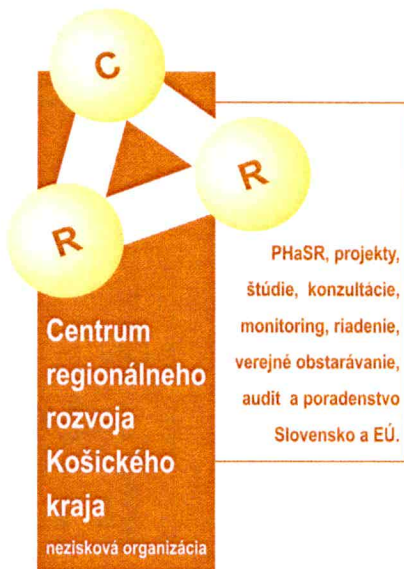 C
R
R
PHaSR, projekty,
štúdie, konzultácie,
monitoring, riadenie,
verejné obstarávanie,
audit a poradenstvo
Slovensko a EÚ.
Centrum
regionálneho
rozvoja
Košického
kraja
nezisková organizácia